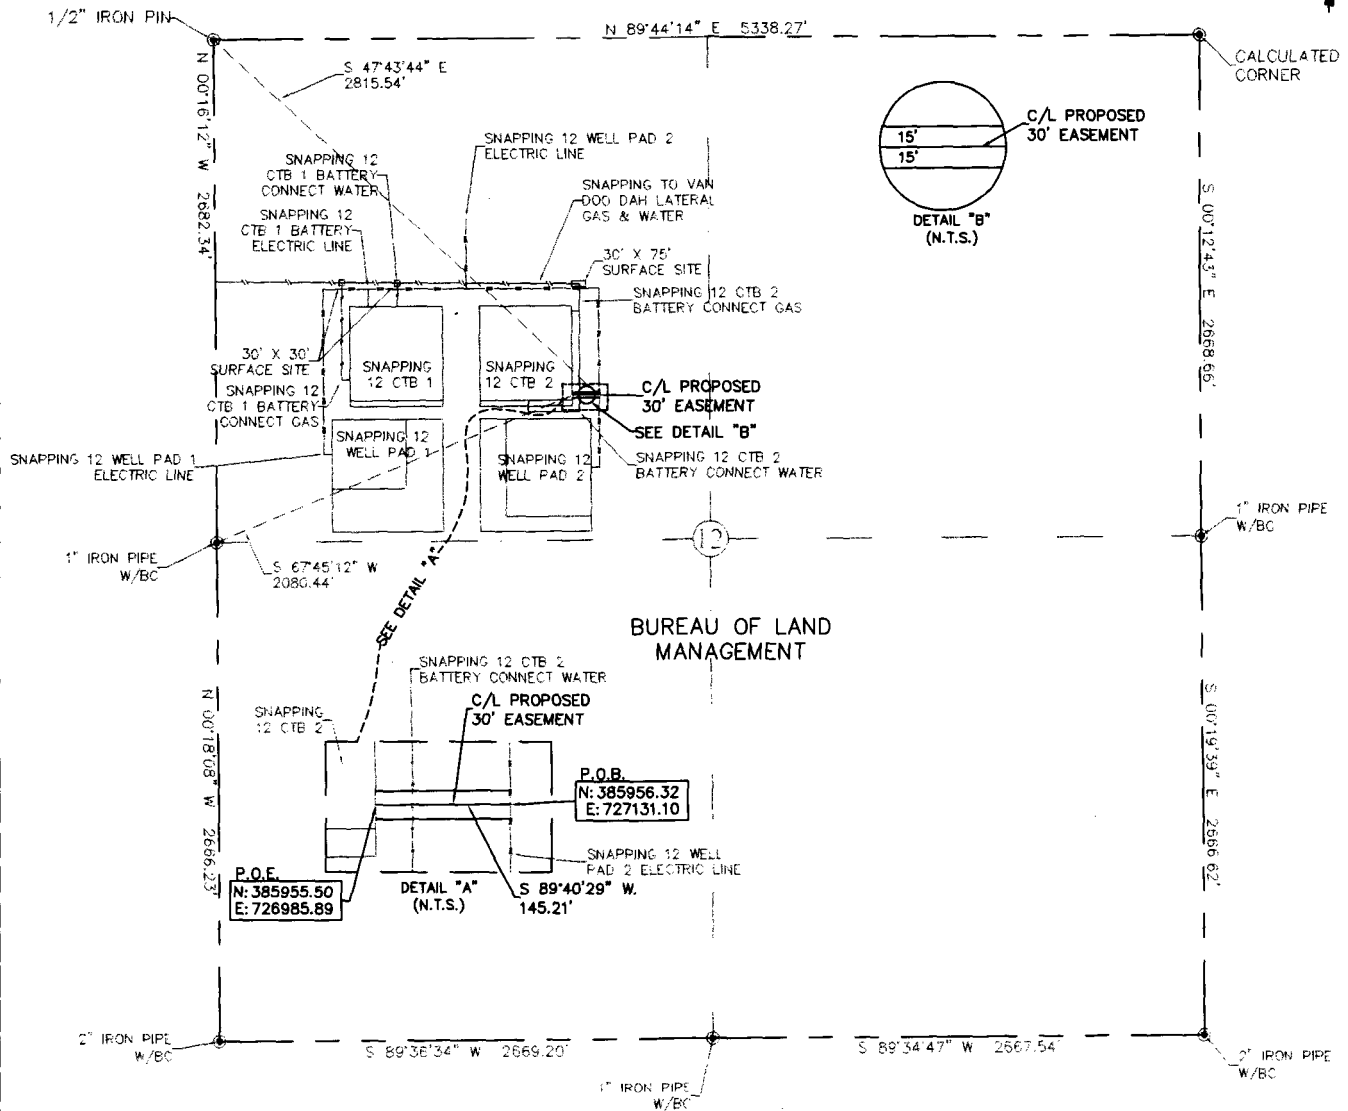 1/2" IRON PIN
N 89°44'14" E 5338.27'
CALCULATED
CORNER
S 47°43'44" E
2815.54'
N 00°16'12" W 2682.34'
S 00°12'43" E 2668.66'
C/L PROPOSED
30' EASEMENT
15'
15'
DETAIL "B"
(N.T.S.)
SNAPPING 12 WELL PAD 2
ELECTRIC LINE
SNAPPING 12
CTB 1 BATTERY
CONNECT WATER
SNAPPING TO VAN
DOO DAH LATERAL
GAS & WATER
SNAPPING 12
CTB 1 BATTERY
ELECTRIC LINE
30' X 75'
SURFACE SITE
SNAPPING 12 CTB 2
BATTERY CONNECT GAS
30' X 30'
SURFACE SITE
SNAPPING
12 CTB 1
SNAPPING
12 CTB 2
C/L PROPOSED
30' EASEMENT
SNAPPING 12
CTB 1 BATTERY
CONNECT GAS
SEE DETAIL "B"
SNAPPING 12
WELL PAD 1
SNAPPING 12
WELL PAD 2
SNAPPING 12 CTB 2
BATTERY CONNECT WATER
SNAPPING 12 WELL PAD 1
ELECTRIC LINE
1" IRON PIPE
W/BC
12
1" IRON PIPE
W/BC
S 67°45'12" W
2080.44'
SEE DETAIL "A"
BUREAU OF LAND
MANAGEMENT
SNAPPING 12 CTB 2
BATTERY CONNECT WATER
C/L PROPOSED
30' EASEMENT
SNAPPING
12 CTB 2
N 00°18'08" W 2666.23'
S 00°19'39" E 2666.62'
P.O.B.
N: 385956.32
E: 727131.10
SNAPPING 12 WELL
PAD 2 ELECTRIC LINE
P.O.E.
N: 385955.50
E: 726985.89
DETAIL "A"
(N.T.S.)
S 89°40'29" W.
145.21'
2" IRON PIPE
W/BC
S 89°36'34" W 2669.20'
S 89°34'47" W 2667.54'
2" IRON PIPE
W/BC
1" IRON PIPE
W/BC